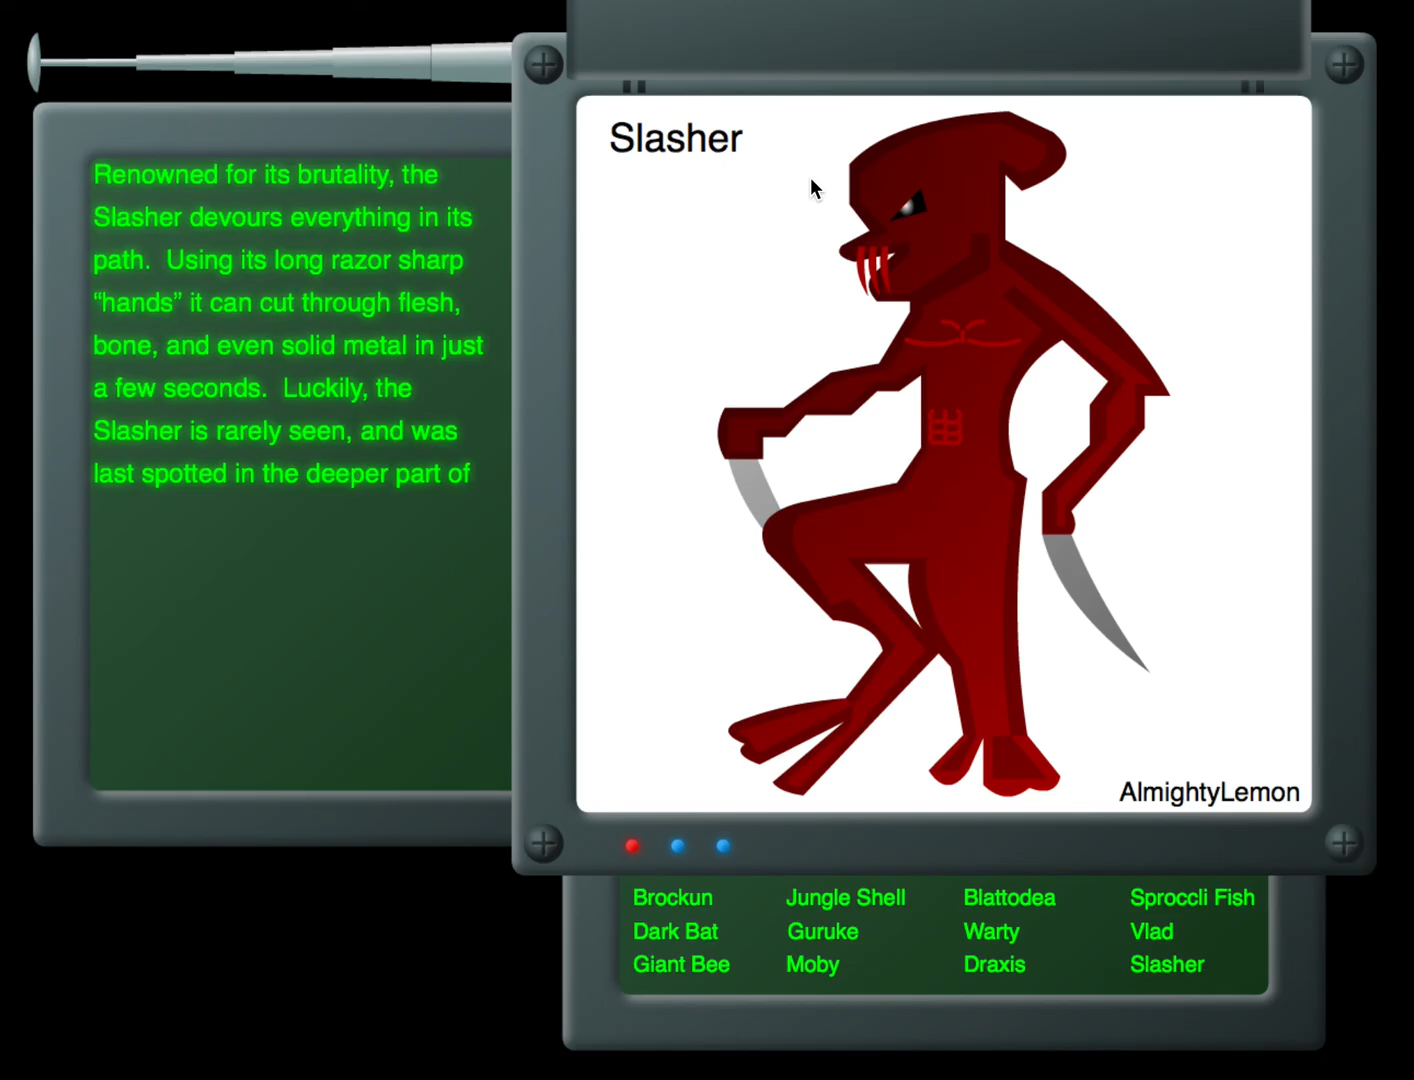 Renowned for its brutality, the
Slasher devours everything in its
path.  Using its long razor sharp
“hands” it can cut through flesh,
bone, and even solid metal in just
a few seconds.  Luckily, the
Slasher is rarely seen, and was
last spotted in the deeper part of
Slasher
AlmightyLemon
Brockun Jungle Shell Blattodea Sproccli Fish
Dark Bat Guruke Warty Vlad
Giant Bee Moby Draxis Slasher